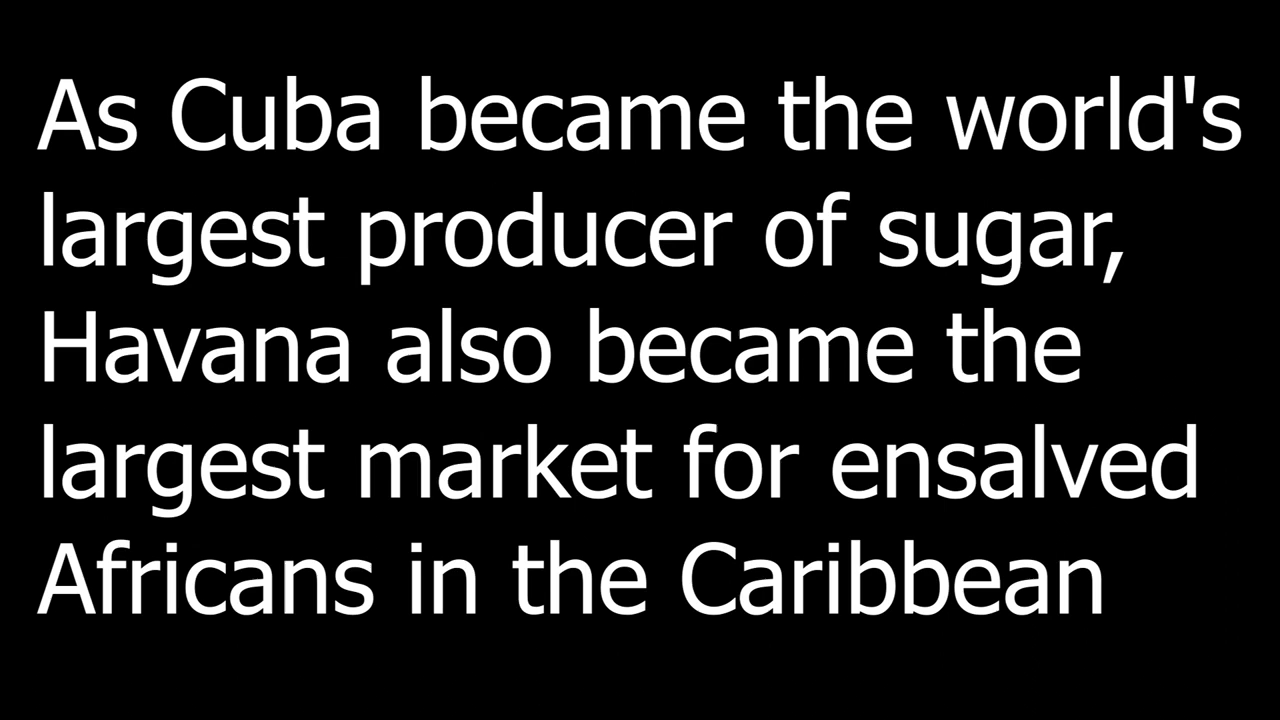 As Cuba became the world's
largest producer of sugar,
Havana also became the
largest market for ensalved
Africans in the Caribbean